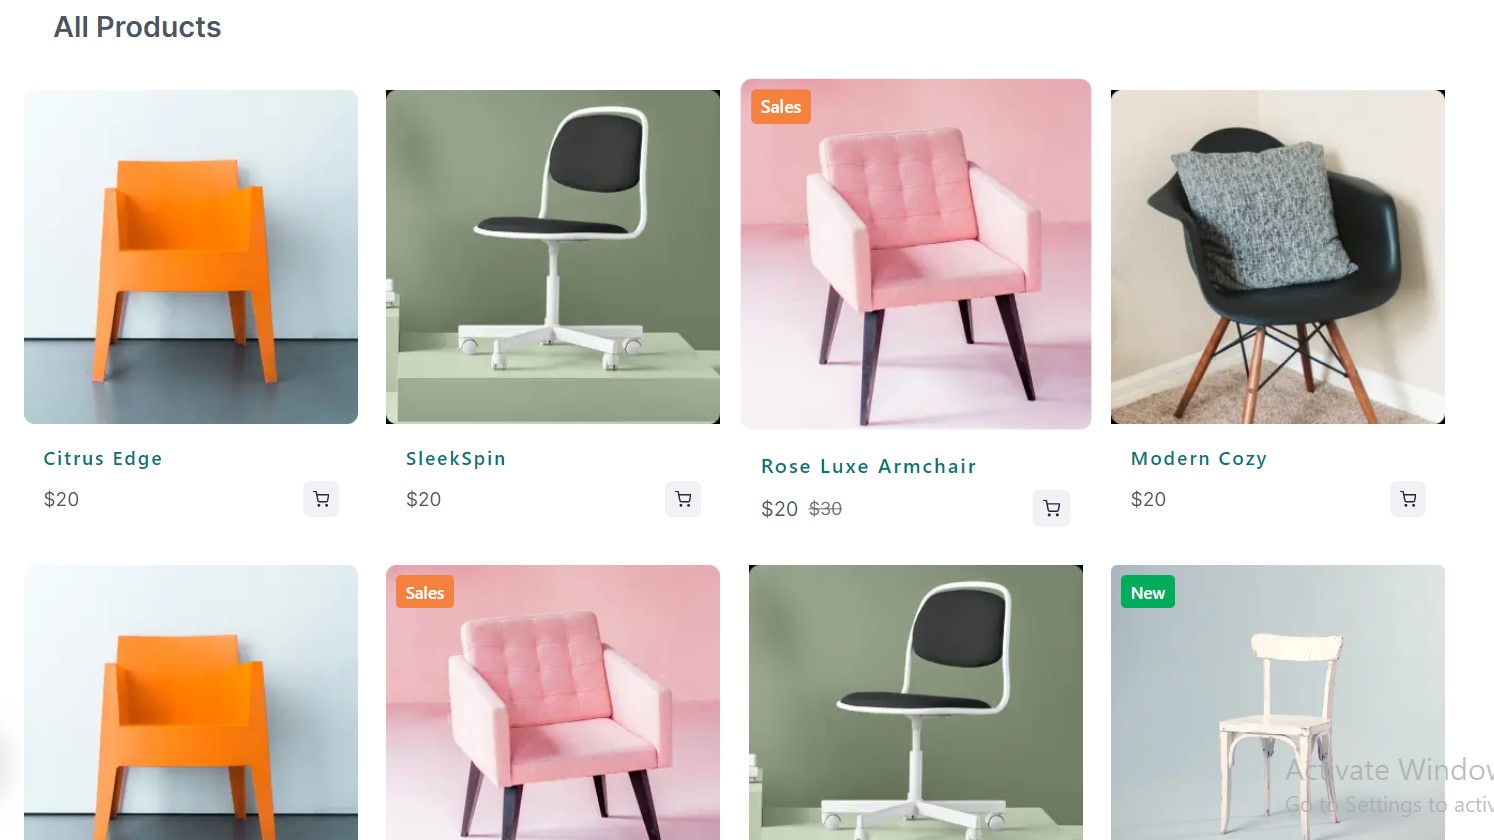 All Products
Sales
Citrus Edge
SleekSpin
Rose Luxe Armchair
Modern Cozy
$20
$20
$20 $30
$20
Sales
New
Activate Window
Go to Settings to activ